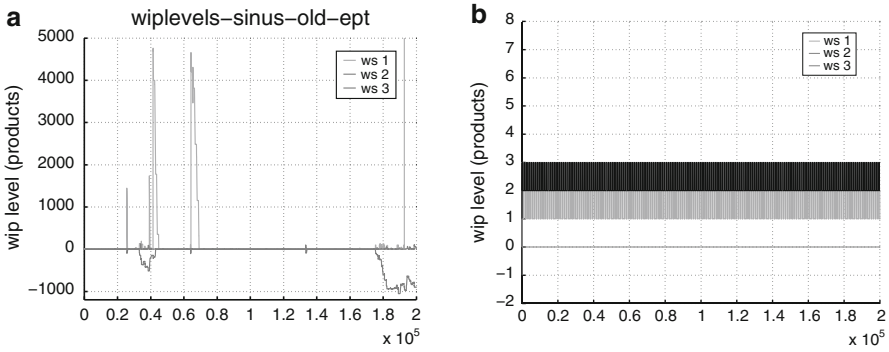 a
wiplevels–sinus–old–ept
wip level (products)
5000
4000
3000
2000
1000
0
−1000
ws 1
ws 2
ws 3
0 0.2 0.4 0.6 0.8 1 1.2 1.4 1.6 1.8 2
x 10^5
b
wip level (products)
8
7
6
5
4
3
2
1
0
−1
−2
ws 1
ws 2
ws 3
0 0.2 0.4 0.6 0.8 1 1.2 1.4 1.6 1.8 2
x 10^5